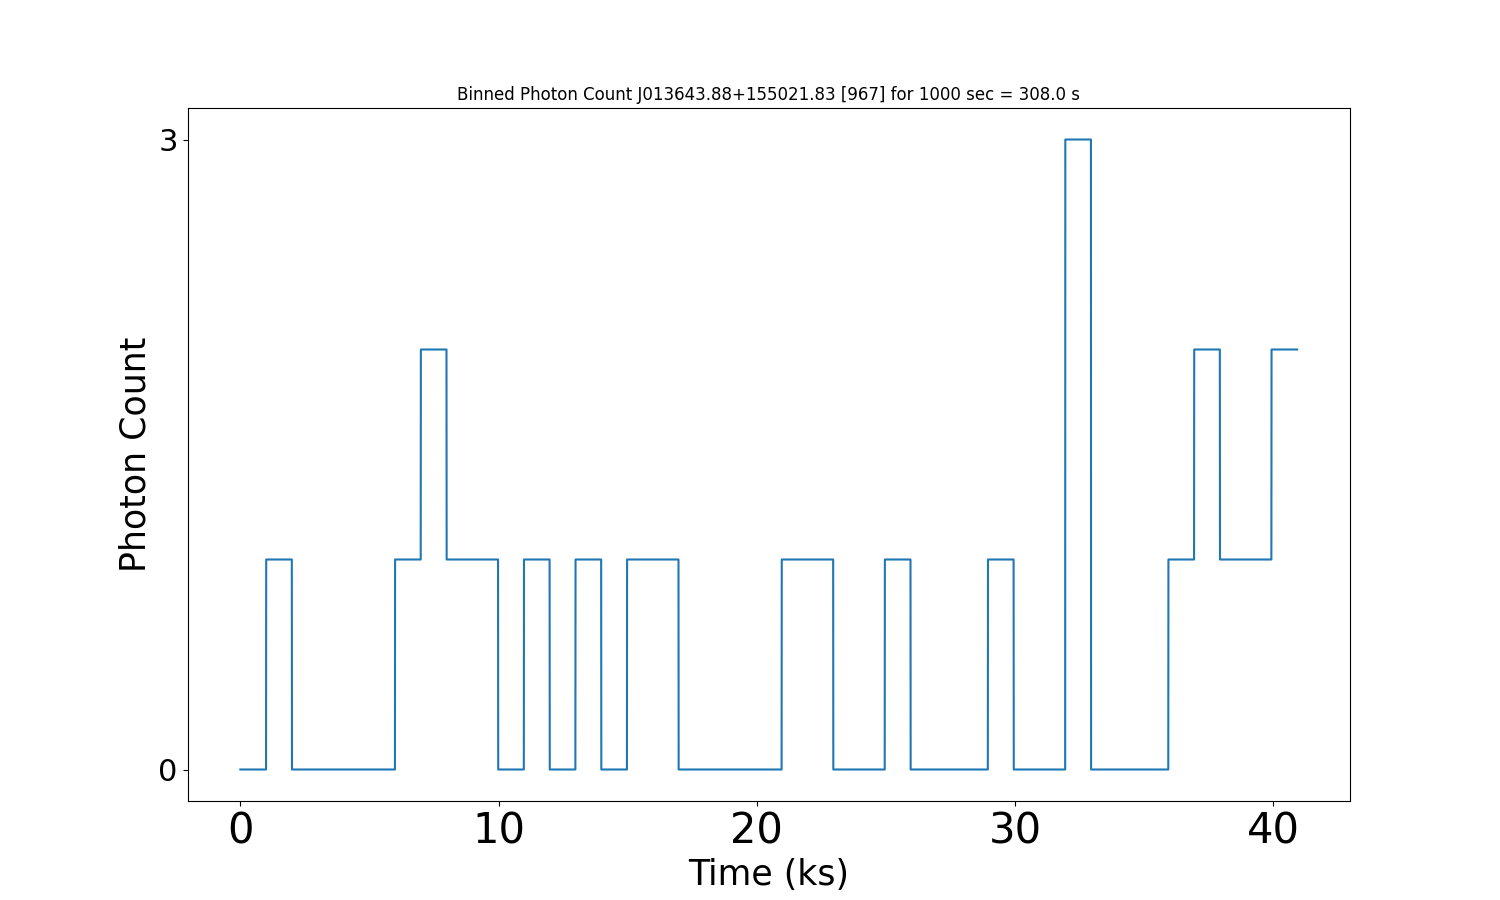 Binned Photon Count J013643.88+155021.83 [967] for 1000 sec = 308.0 s
3
Photon Count
0
0 10 20 30 40
Time (ks)